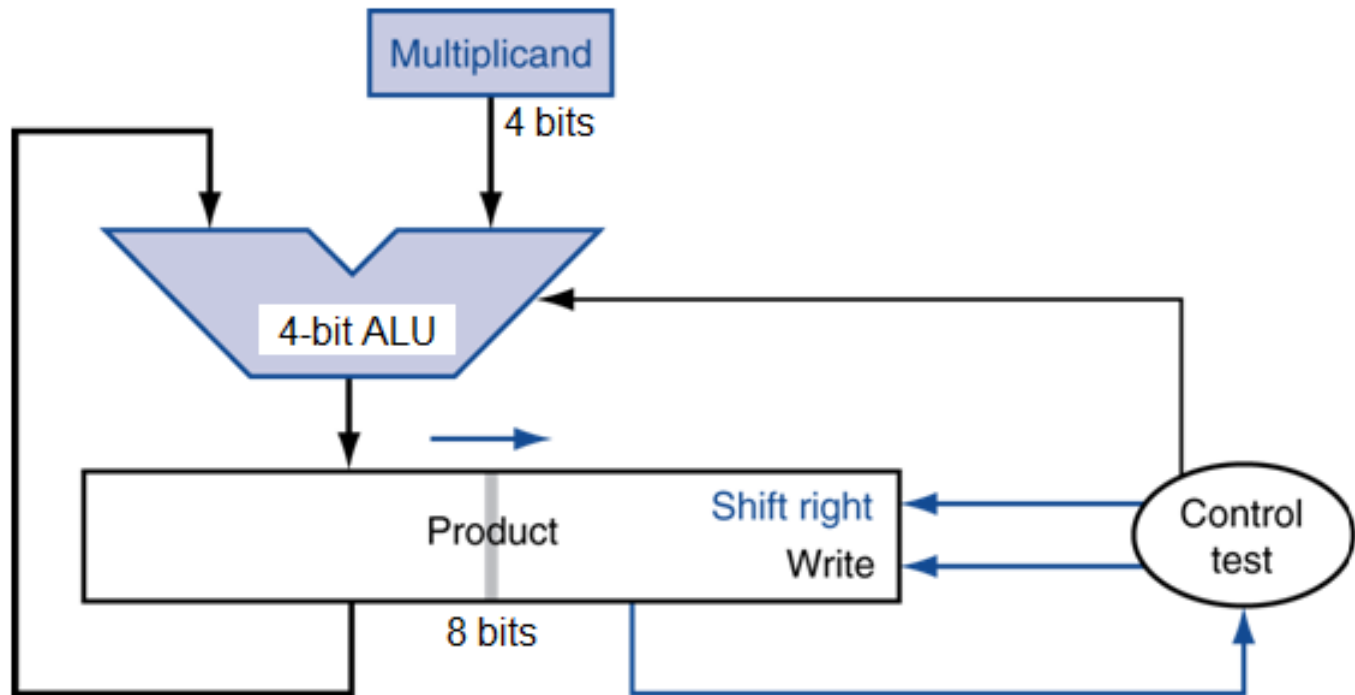 Multiplicand
4 bits
4-bit ALU
Product
Shift right
Write
Control
test
8 bits